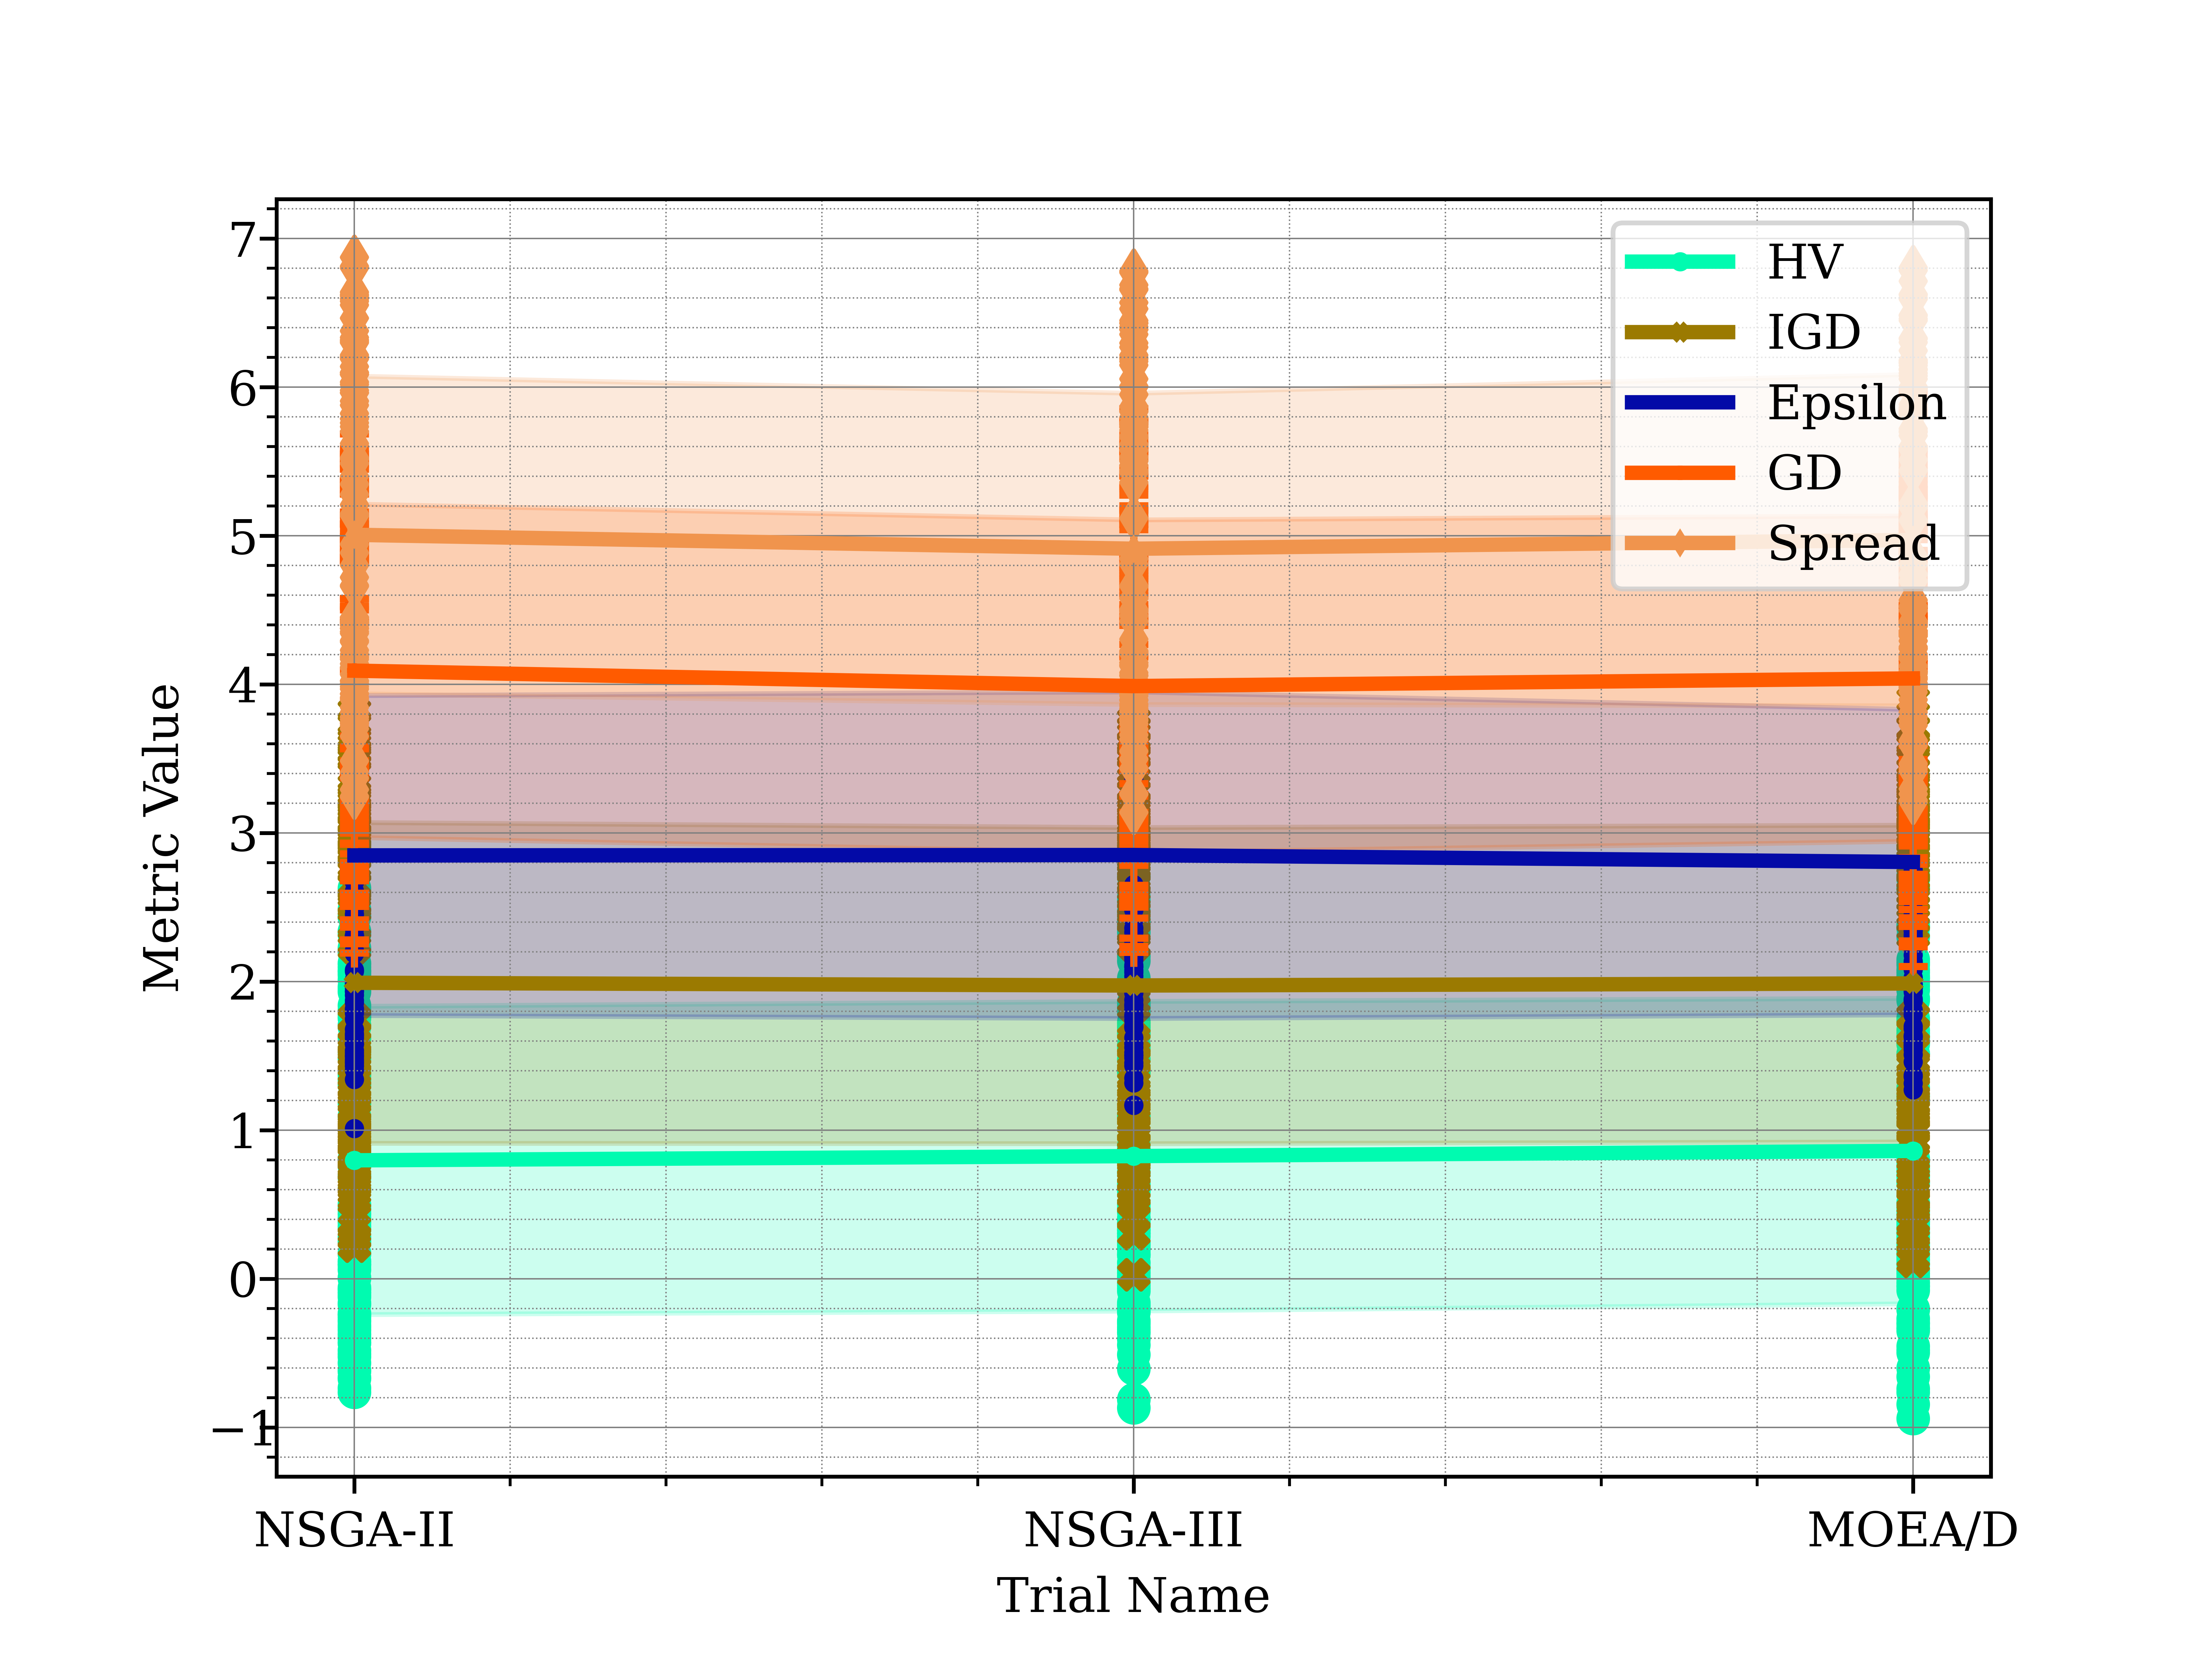 Metric Value
7
6
5
4
3
2
1
0
−1
HV
IGD
Epsilon
GD
Spread
NSGA-II
NSGA-III
MOEA/D
Trial Name